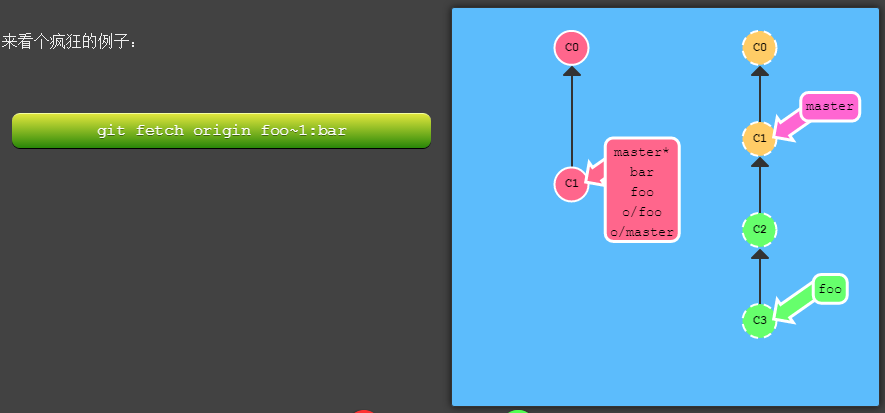 来看个疯狂的例子:
git fetch origin foo~1:bar
C0
C1
master*
bar
foo
o/foo
o/master
C0
master
C1
C2
foo
C3